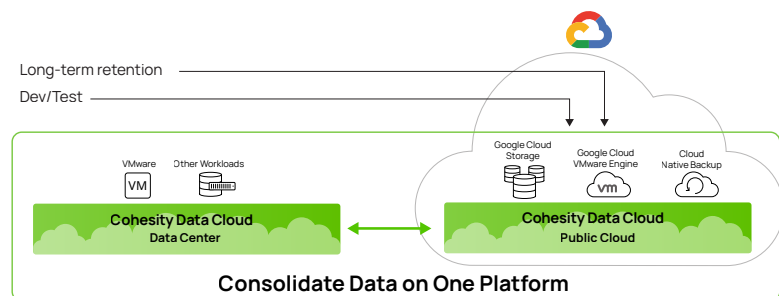 Long-term retention
Dev/Test
VMware
VM
Other Workloads
Cohesity Data Cloud
Data Center
Google Cloud
Storage
Google Cloud
VMware Engine
vm
Cloud
Native Backup
Cohesity Data Cloud
Public Cloud
Consolidate Data on One Platform